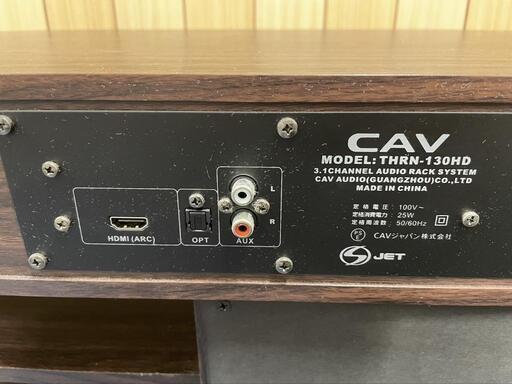 CAV
MODEL: THRN-130HD
3.1CHANNEL AUDIO RACK SYSTEM
CAV AUDIO(GUANGZHOU)CO.,LTD
MADE IN CHINA
定格電圧: 100V~
定格消費電力: 25W
定格周波数: 50/60Hz
CAVジャパン株式会社
JET
L
R
HDMI (ARC)
OPT
AUX